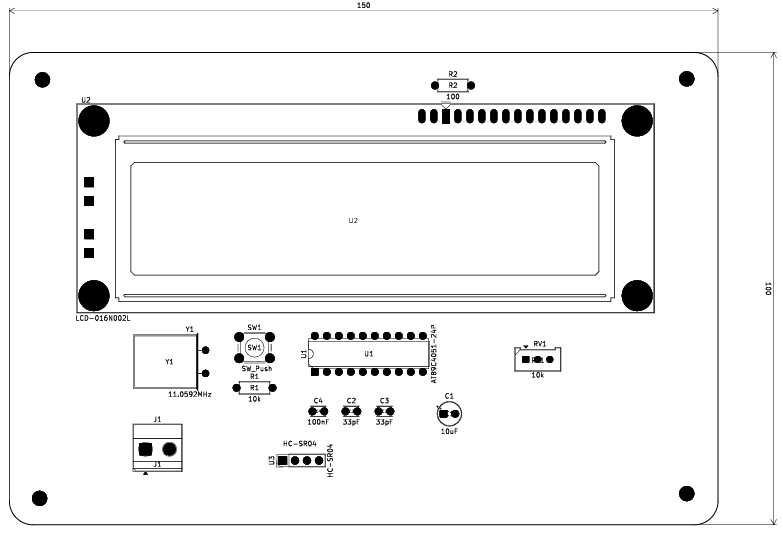 150
R2
R2
100
U2
U2
100
LCD-016N002L
Y1
Y1
11.0592MHz
SW1
SW1
SW_Push
R1
R1
10k
U1
U1
AT89C4051-24P
RV1
RV1
10k
C4
100nF
C2
33pF
C3
33pF
C1
10uF
J1
J1
HC-SR04
U3
HC-SR04